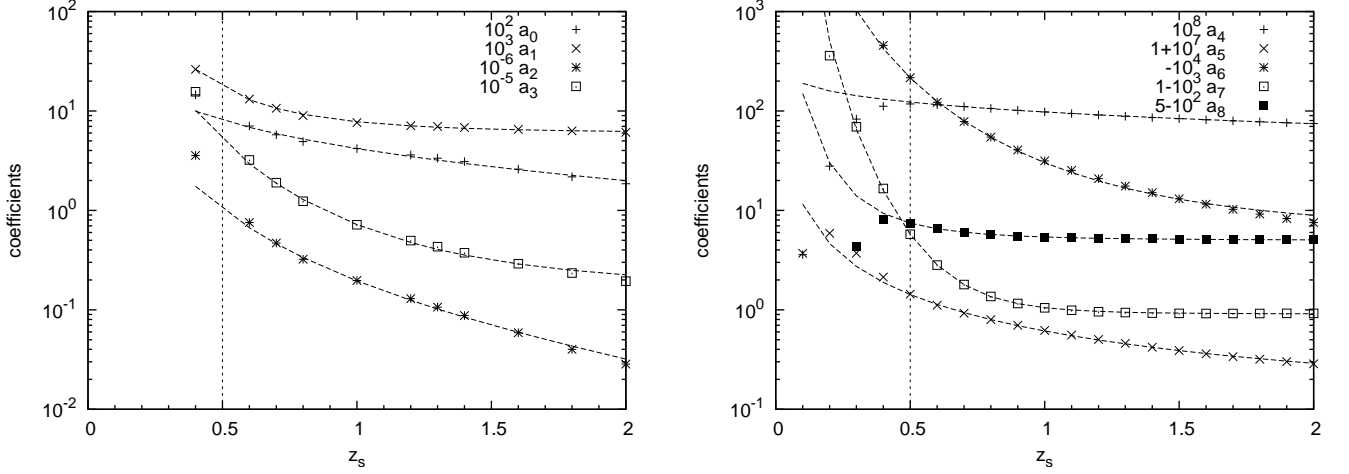 10^2 a_0
10^3 a_1
10^-6 a_2
10^-5 a_3
coefficients
10^2
10^1
10^0
10^-1
10^-2
0 0.5 1 1.5 2
z_s
10^8 a_4
1+10^7 a_5
-10^4 a_6
1-10^3 a_7
5-10^2 a_8
coefficients
10^3
10^2
10^1
10^0
10^-1
0 0.5 1 1.5 2
z_s